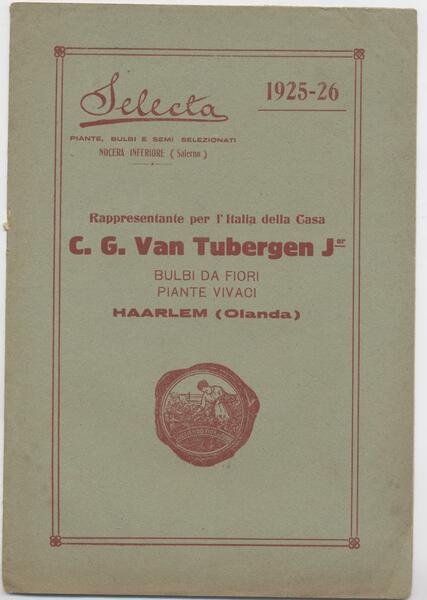 Selecta
1925-26
PIANTE, BULBI E SEMI SELEZIONATI
NOCERA INFERIORE (Salerno)
Rappresentante per l'Italia della Casa
C. G. Van Tubergen Jor
BULBI DA FIORI
PIANTE VIVACI
HAARLEM (Olanda)